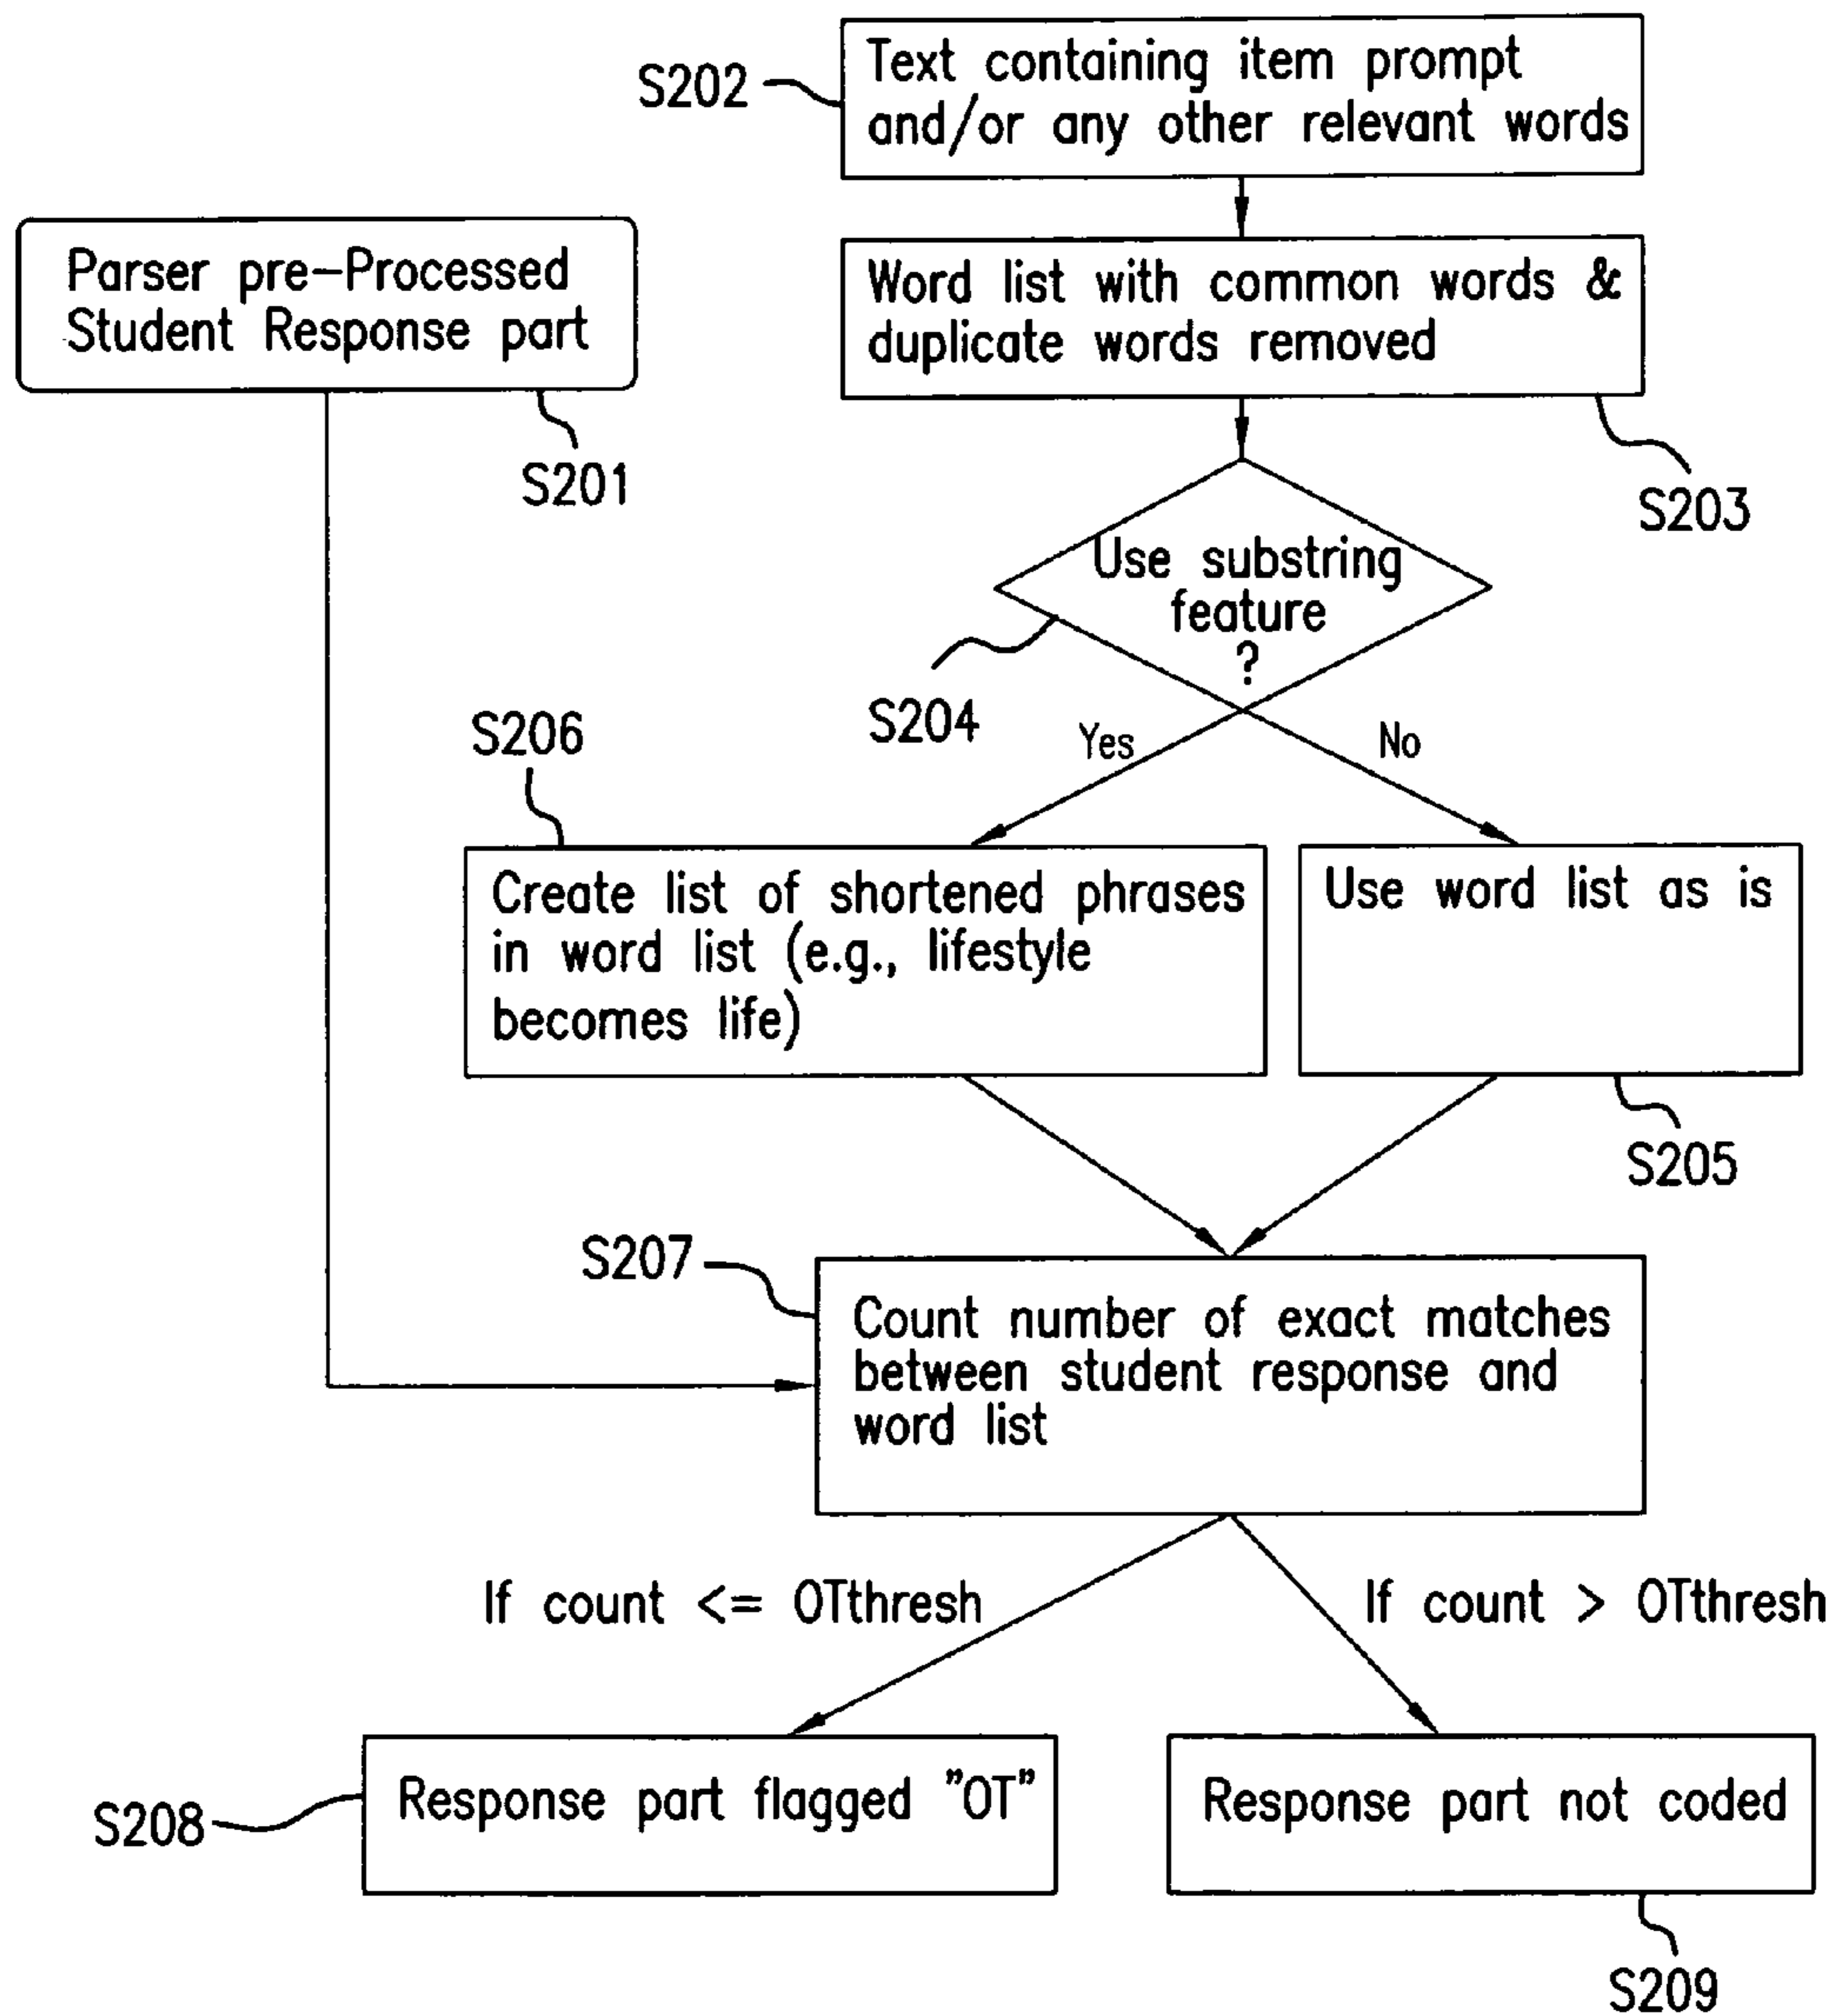 S202
Text containing item prompt
and/or any other relevant words
Parser pre-Processed
Student Response part
S201
Word list with common words &
duplicate words removed
S203
Use substring
feature
?
S204
Yes
No
S206
Create list of shortened phrases
in word list (e.g., lifestyle
becomes life)
Use word list as is
S205
S207
Count number of exact matches
between student response and
word list
If count <= OTthresh
If count > OTthresh
S208
Response part flagged "OT"
Response part not coded
S209